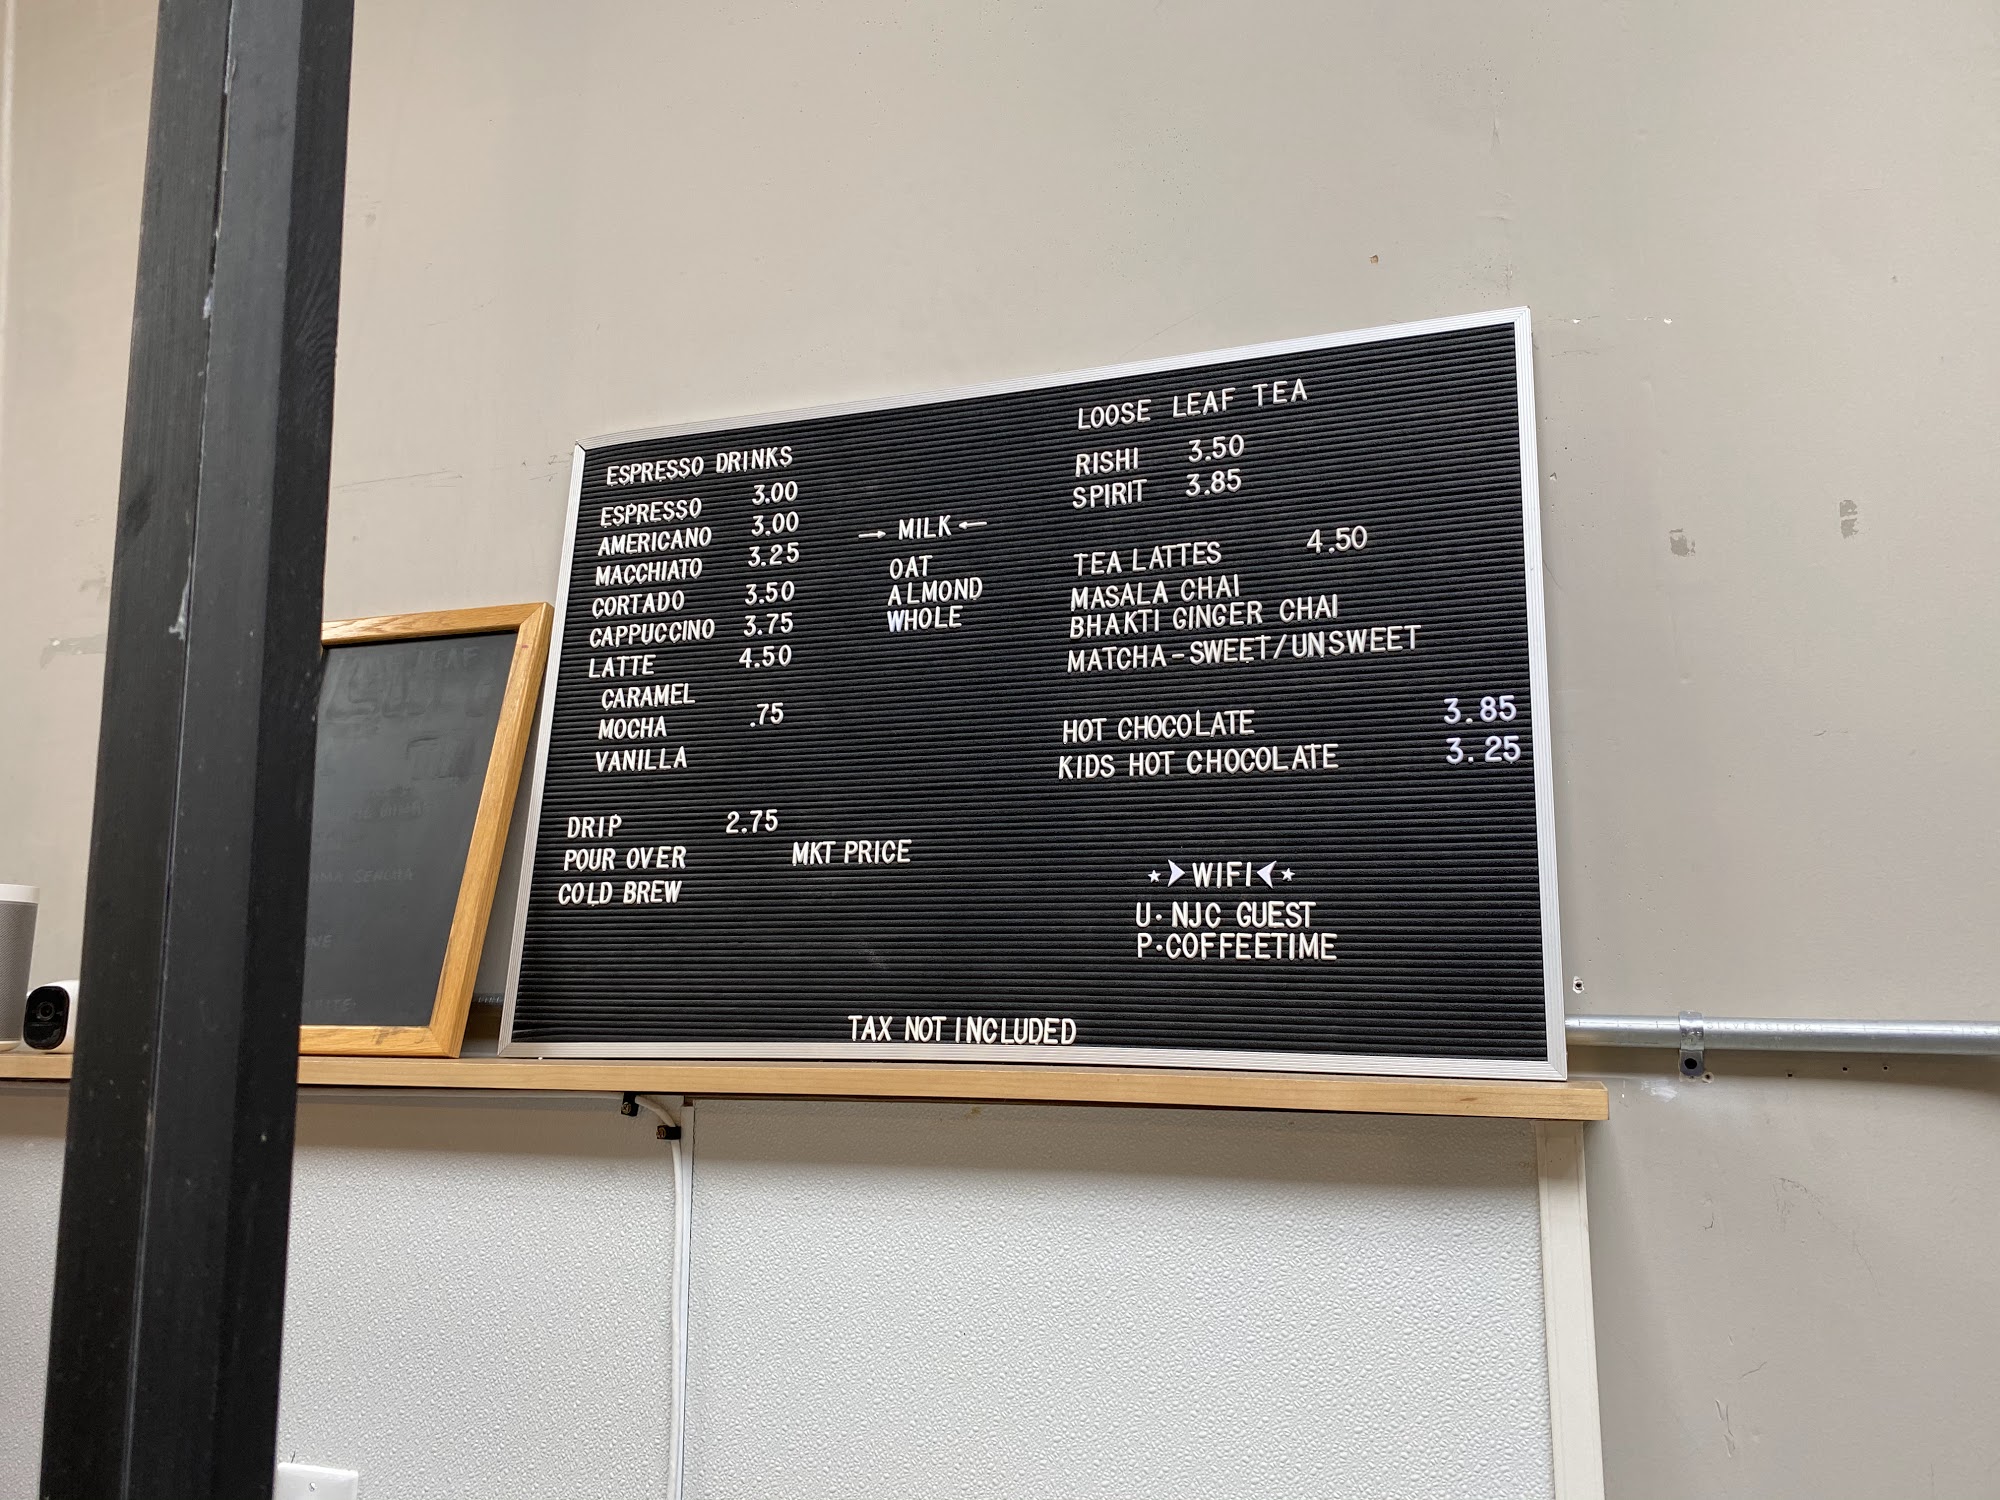 ESPRESSO DRINKS
ESPRESSO 3.00
AMERICANO 3.00
MACCHIATO 3.25
CORTADO 3.50
CAPPUCCINO 3.75
LATTE 4.50
CARAMEL
MOCHA .75
VANILLA
DRIP 2.75
POUR OVER MKT PRICE
COLD BREW
→ MILK ←
OAT
ALMOND
WHOLE
LOOSE LEAF TEA
RISHI 3.50
SPIRIT 3.85
TEA LATTES 4.50
MASALA CHAI
BHAKTI GINGER CHAI
MATCHA-SWEET/UNSWEET
HOT CHOCOLATE 3.85
KIDS HOT CHOCOLATE 3.25
WIFI
U· NJC GUEST
P·COFFEETIME
TAX NOT INCLUDED
LEAF
SENCHA